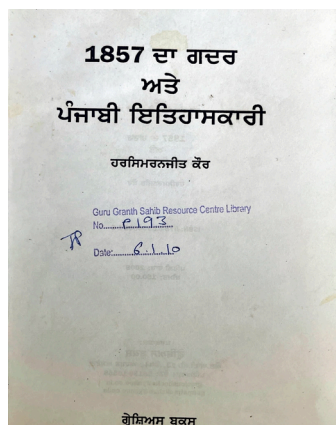 1857 ਦਾ ਗਦਰ
ਅਤੇ
ਪੰਜਾਬੀ ਇਤਿਹਾਸਕਾਰੀ
ਹਰਸਿਮਰਨਜੀਤ ਕੌਰ
Guru Granth Sahib Resource Centre Library
No......P193......
Date:......6.1.10
ਗ੍ਰੇਸ਼ਿਅਸ ਬੁਕਸ